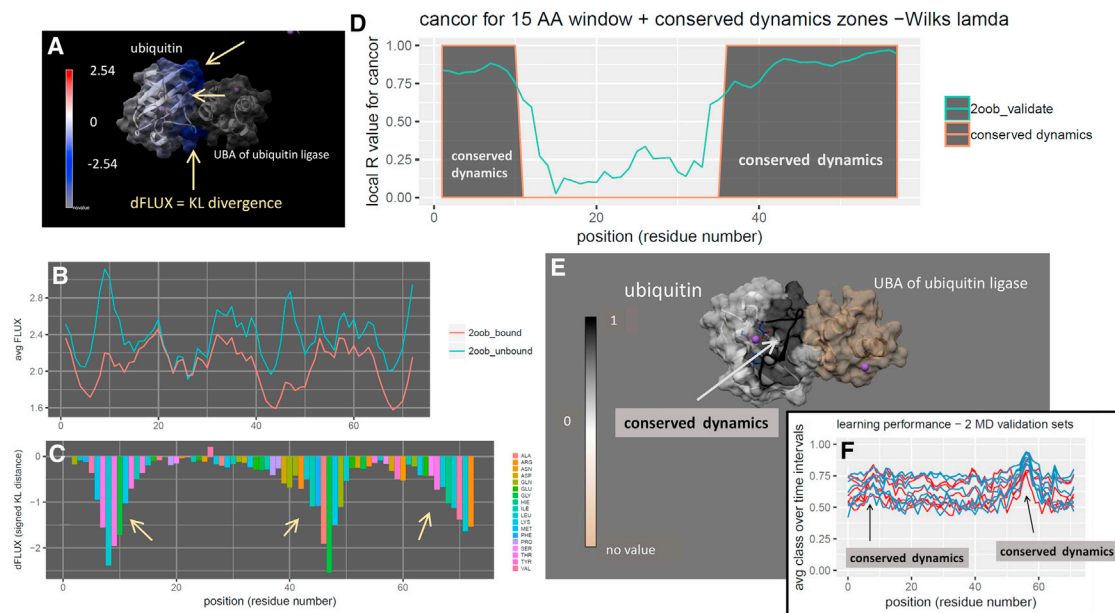 A
ubiquitin
2.54
0
-2.54
no value
UBA of ubiquitin ligase
dFLUX = KL divergence
D
cancor for 15 AA window + conserved dynamics zones −Wilks lamda
local R value for cancor
1.00
0.75
0.50
0.25
0.00
conserved
dynamics
conserved dynamics
0
20
40
position (residue number)
2oob_validate
conserved dynamics
B
avg FLUX
2.8
2.4
2.0
1.6
0
20
40
60
2oob_bound
2oob_unbound
C
dFLUX (signed KL distance)
0
−1
−2
0
20
40
60
80
position (residue number)
ALA
ARG
ASN
ASP
GLN
GLU
GLY
HIE
ILE
LEU
LYS
MET
PHE
PRO
SER
THR
TYR
VAL
E
ubiquitin
UBA of ubiquitin ligase
1
0
no value
conserved dynamics
F
learning performance − 2 MD validation sets
avg class over time intervals
1.00
0.75
0.50
0.25
0.00
conserved dynamics
conserved dynamics
0
20
40
60
position (residue number)